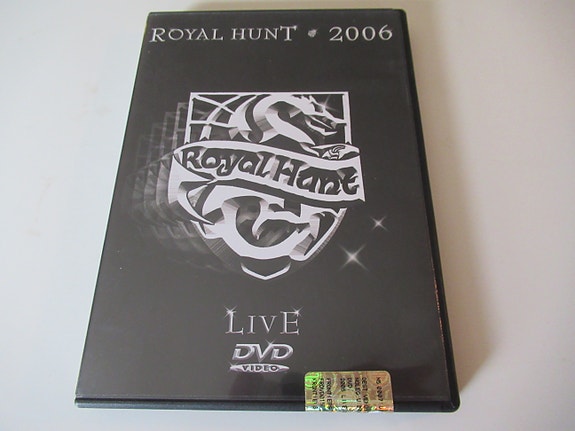 ROYAL HUNT • 2006
Royal Hunt
LIVE
DVD
VIDEO